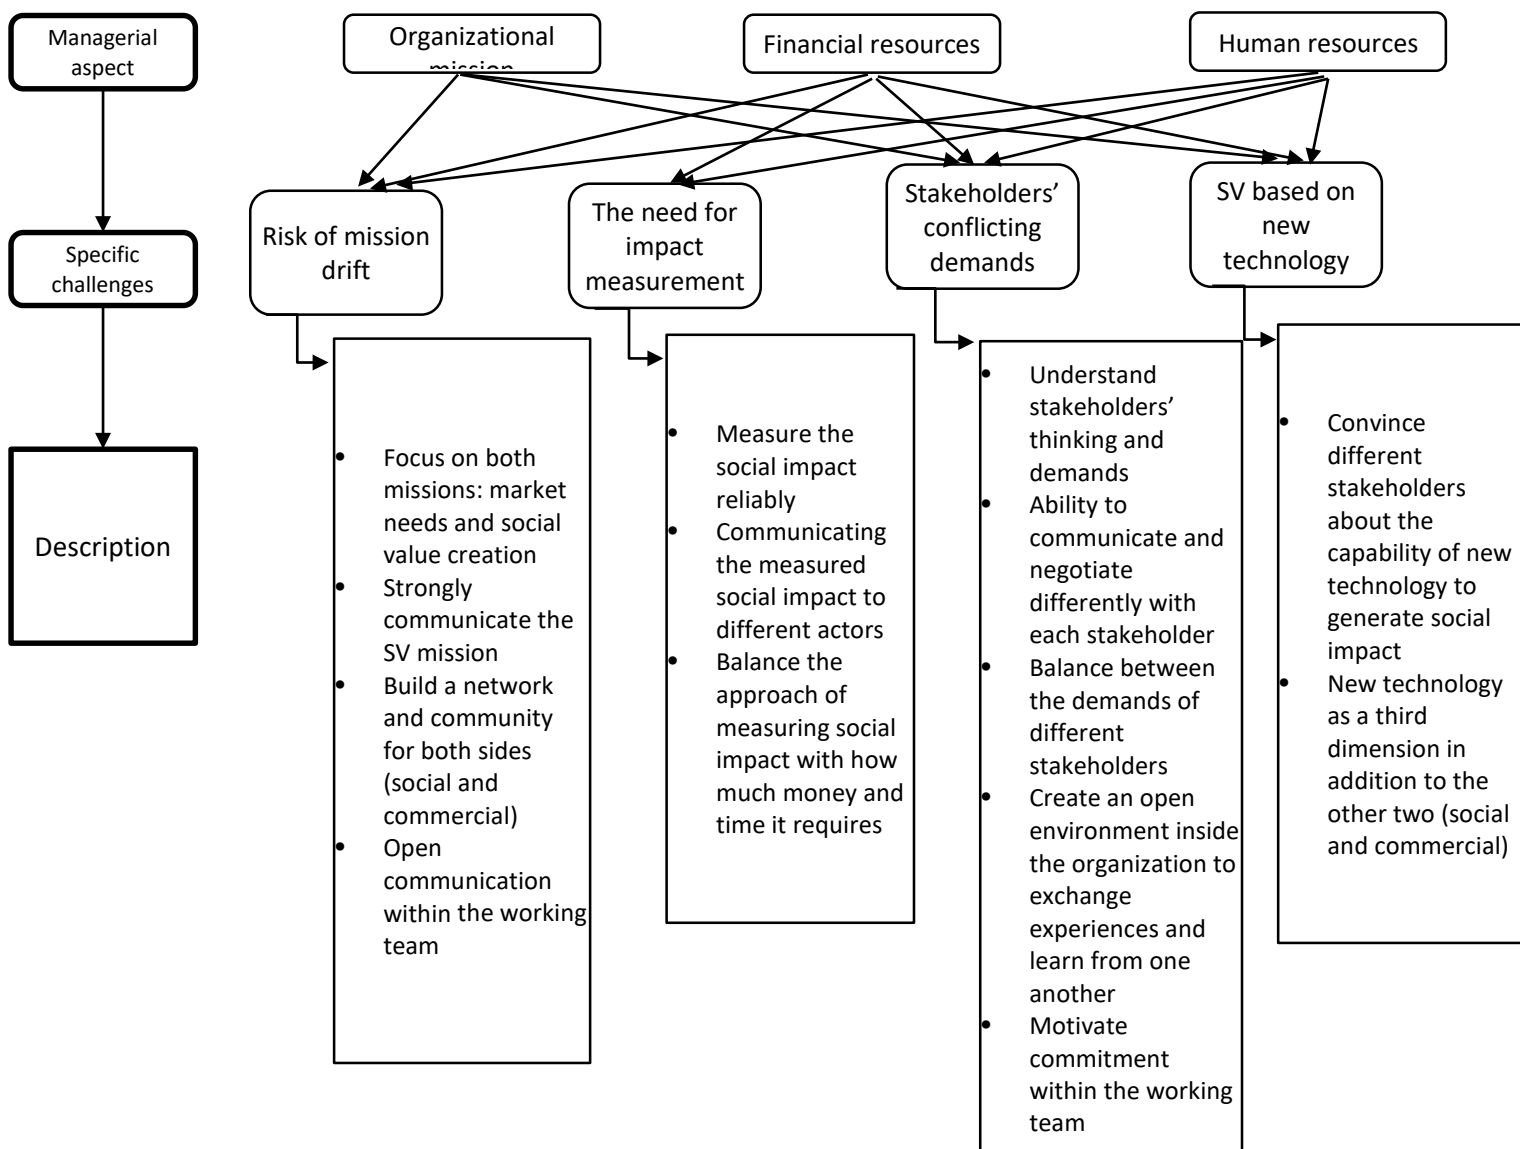 Managerial
aspect
Organizational
mission
Financial resources
Human resources
Specific
challenges
Risk of mission
drift
The need for
impact
measurement
Stakeholders'
conflicting
demands
SV based on
new
technology
Description
• Focus on both
missions: market
needs and social
value creation
• Strongly
communicate the
SV mission
• Build a network
and community
for both sides
(social and
commercial)
• Open
communication
within the working
team
• Measure the
social impact
reliably
• Communicating
the measured
social impact to
different actors
• Balance the
approach of
measuring social
impact with how
much money and
time it requires
• Understand
stakeholders'
thinking and
demands
• Ability to
communicate and
negotiate
differently with
each stakeholder
• Balance between
the demands of
different
stakeholders
• Create an open
environment inside
the organization to
exchange
experiences and
learn from one
another
• Motivate
commitment
within the working
team
• Convince
different
stakeholders
about the
capability of new
technology to
generate social
impact
• New technology
as a third
dimension in
addition to the
other two (social
and commercial)